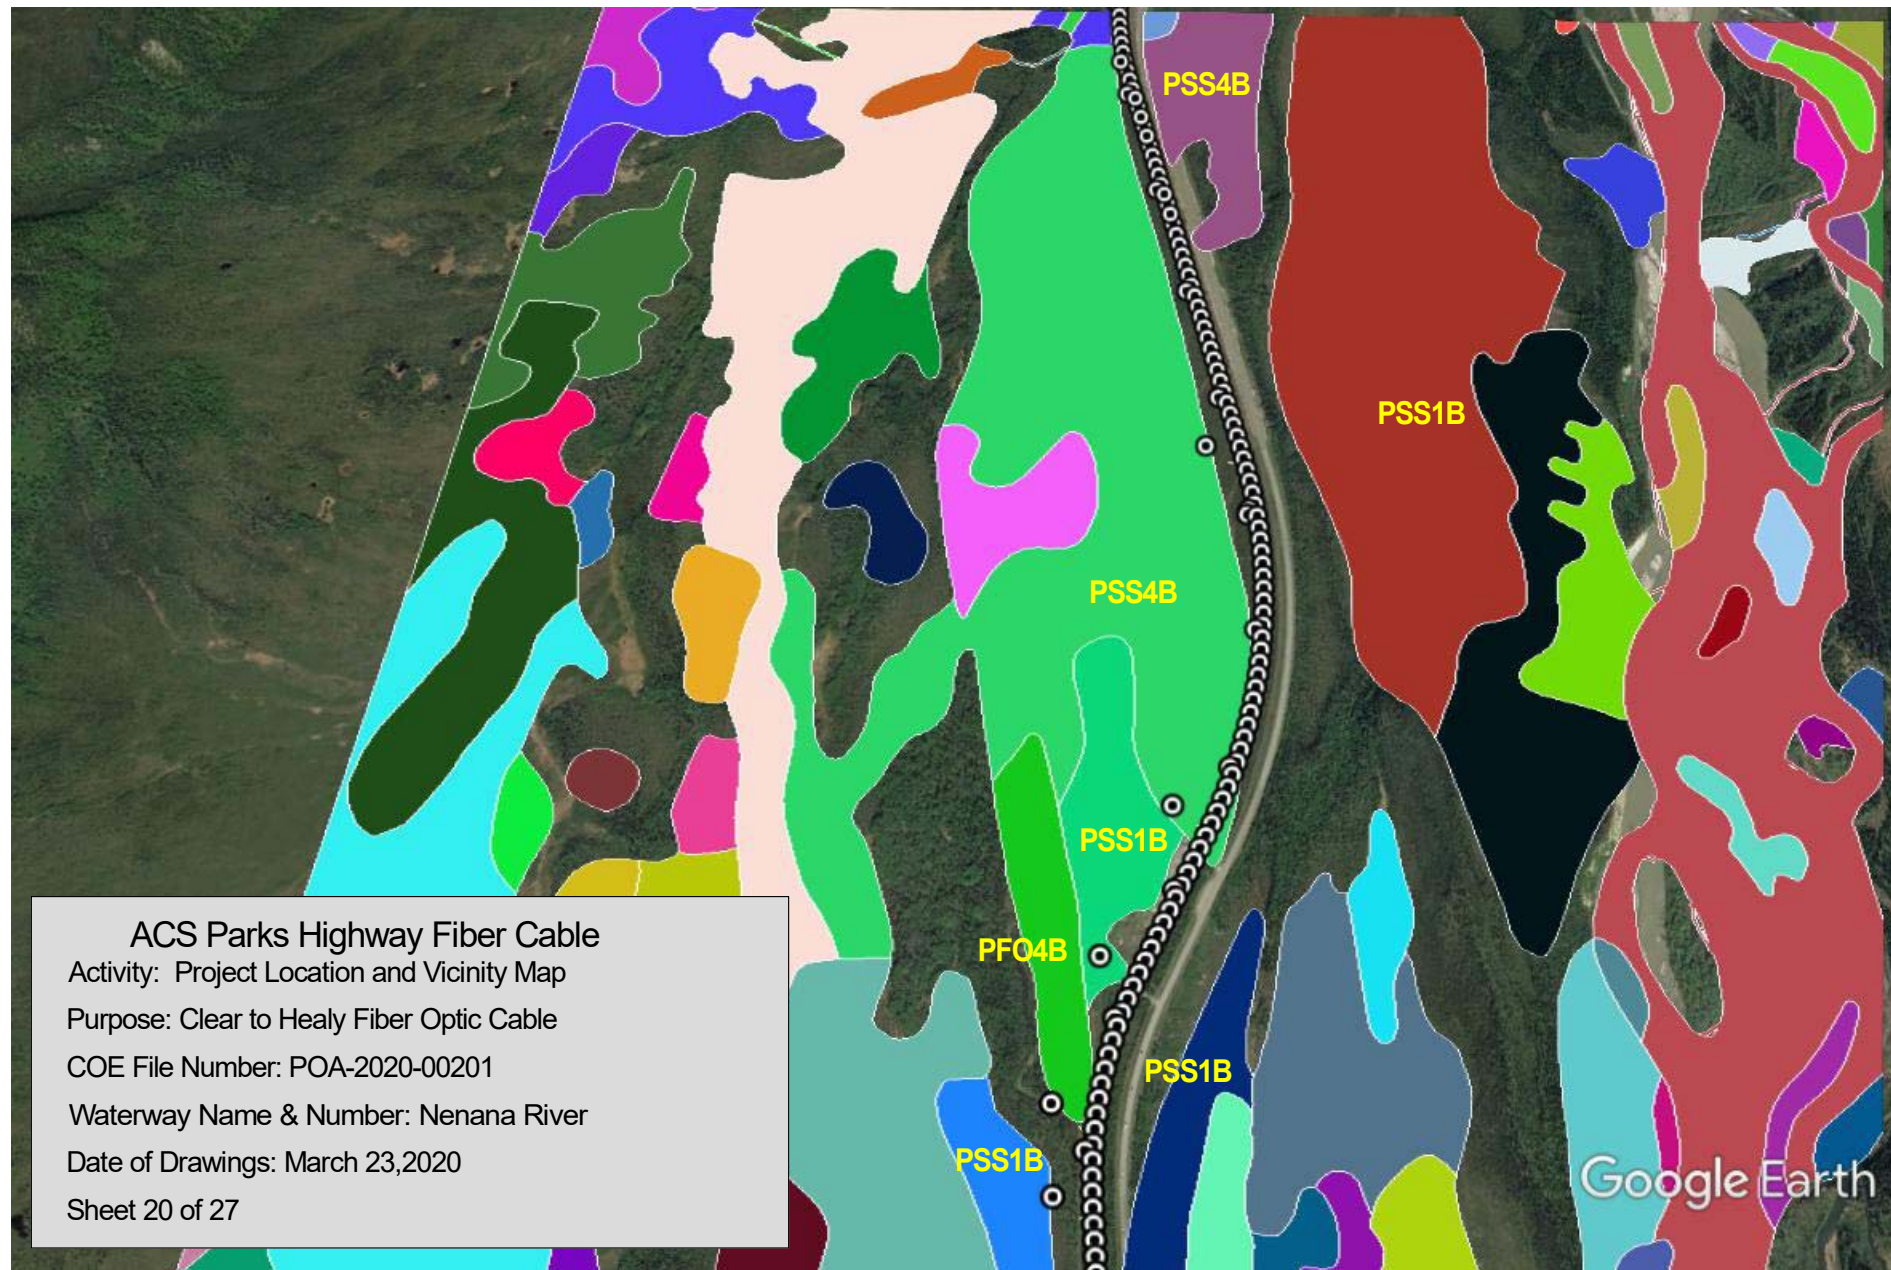 PSS4B
PSS1B
PSS4B
PSS1B
PFO4B
PSS1B
PSS1B
ACS Parks Highway Fiber Cable
Activity: Project Location and Vicinity Map
Purpose: Clear to Healy Fiber Optic Cable
COE File Number: POA-2020-00201
Waterway Name & Number: Nenana River
Date of Drawings: March 23,2020
Sheet 20 of 27
Google Earth